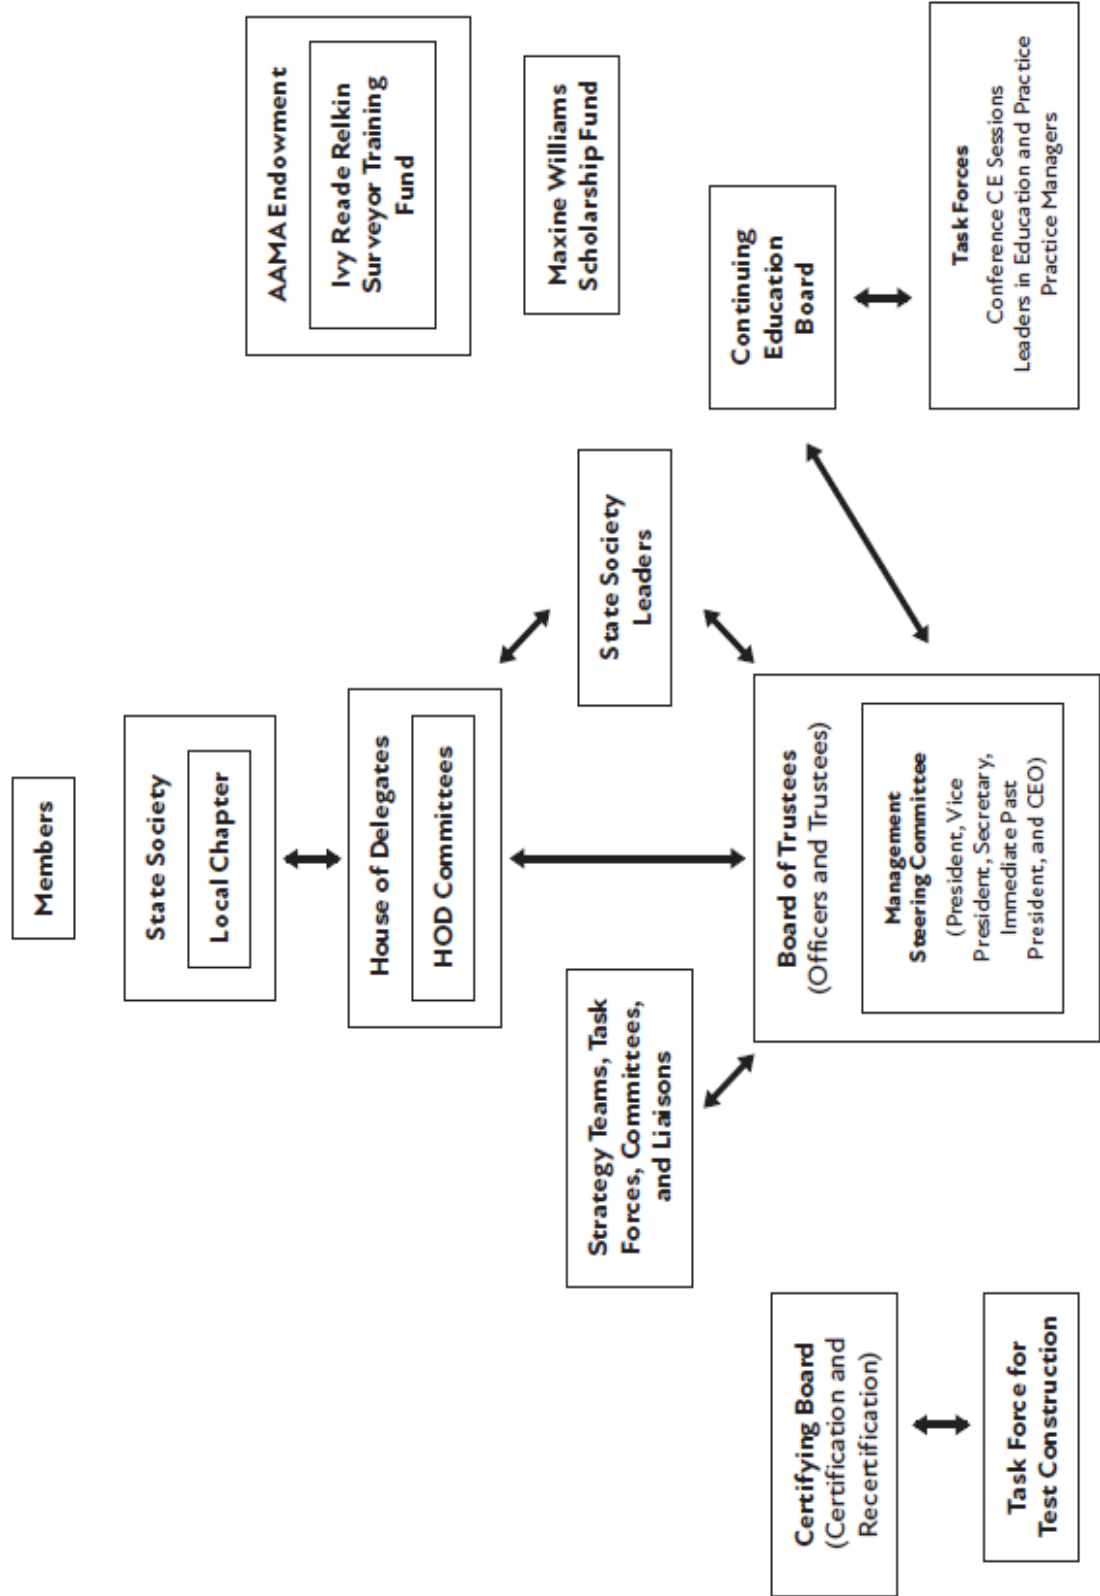 Members
State Society
Local Chapter
House of Delegates
HOD Committees
Strategy Teams, Task
Forces, Committees,
and Liaisons
State Society
Leaders
Board of Trustees
(Officers and Trustees)
Management
Steering Committee
(President, Vice
President, Secretary,
Immediate Past
President, and CEO)
Certifying Board
(Certification and
Recertification)
Task Force for
Test Construction
AAMA Endowment
Ivy Reade Relkin
Surveyor Training
Fund
Maxine Williams
Scholarship Fund
Continuing
Education
Board
Task Forces
Conference CE Sessions
Leaders in Education and Practice
Practice Managers